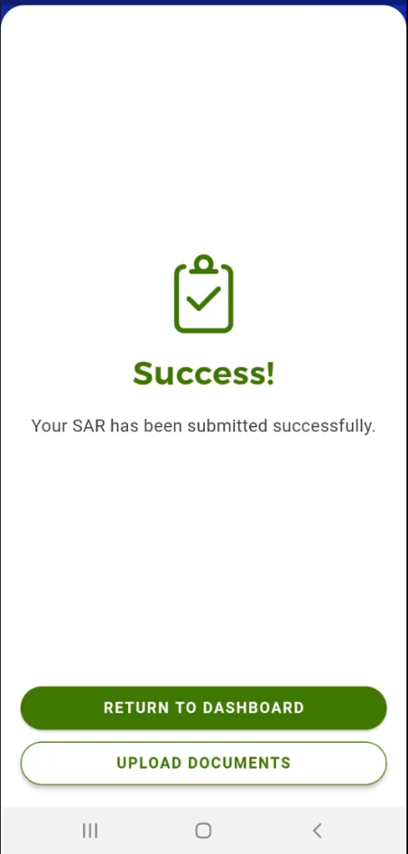 Success!
Your SAR has been submitted successfully.
RETURN TO DASHBOARD
UPLOAD DOCUMENTS